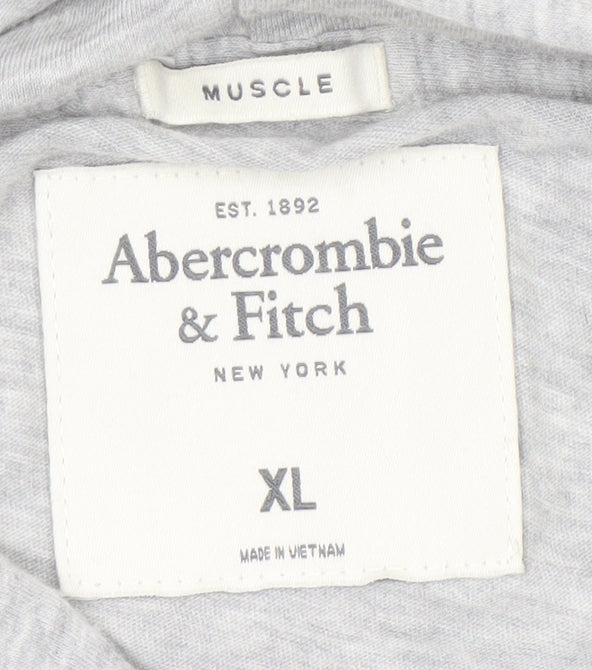 MUSCLE
EST. 1892
Abercrombie
& Fitch
NEW YORK
XL
MADE IN VIETNAM